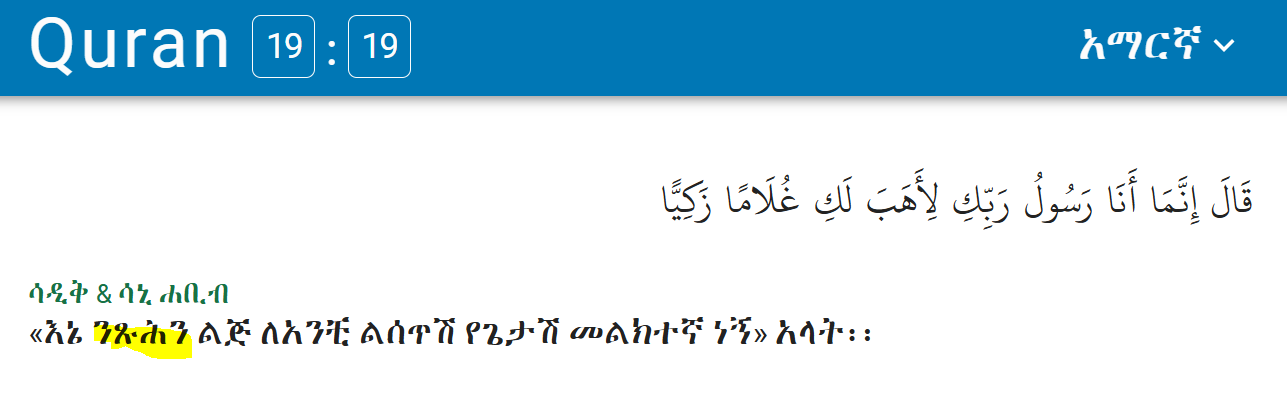 Quran 19 : 19 አማርኛ
قَالَ إِنَّمَا أَنَا رَسُولُ رَبِّكِ لِأَهَبَ لَكِ غُلَامًا زَكِيًّا
ሳዲቅ & ሳኒ ሐቢብ
«እኔ ንጹሕን ልጅ ለአንቺ ልሰጥሽ የጌታሽ መልክተኛ ነኝ» አላት፡፡